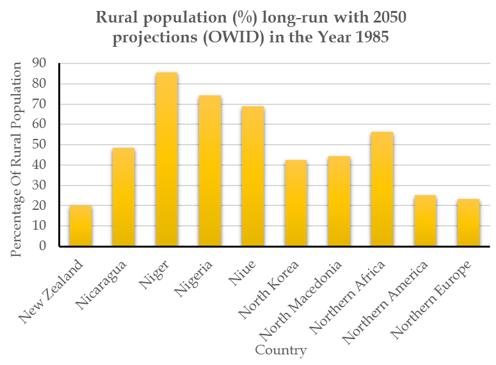 Rural population (%) long-run with 2050
projections (OWID) in the Year 1985
Percentage Of Rural Population
90
80
70
60
50
40
30
20
10
0
New Zealand
Nicaragua
Niger
Nigeria
Niue
North Korea
North Macedonia
Northern Africa
Northern America
Northern Europe
Country